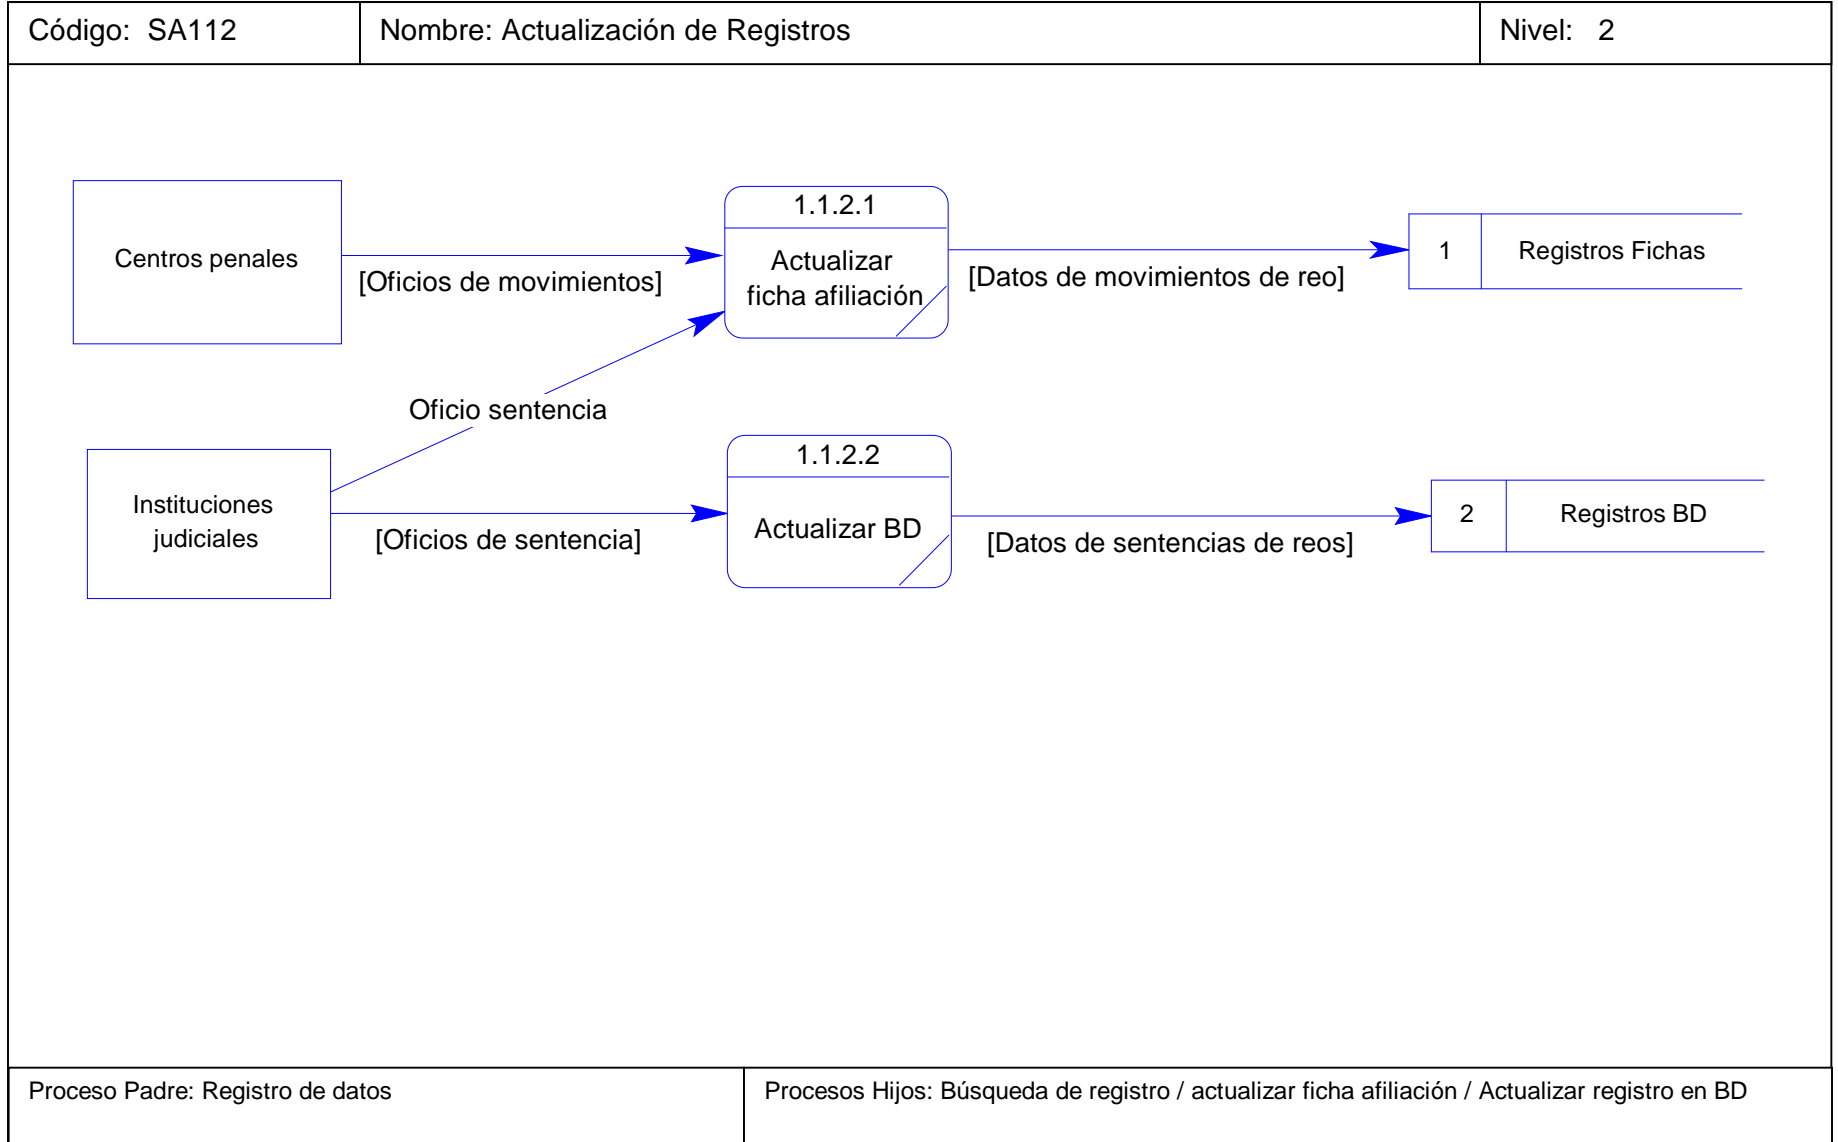 Código: SA112
Nombre: Actualización de Registros
Nivel: 2
Centros penales
[Oficios de movimientos]
1.1.2.1
Actualizar
ficha afiliación
[Datos de movimientos de reo]
1
Registros Fichas
Oficio sentencia
Instituciones
judiciales
[Oficios de sentencia]
1.1.2.2
Actualizar BD
[Datos de sentencias de reos]
2
Registros BD
Proceso Padre: Registro de datos
Procesos Hijos: Búsqueda de registro / actualizar ficha afiliación / Actualizar registro en BD